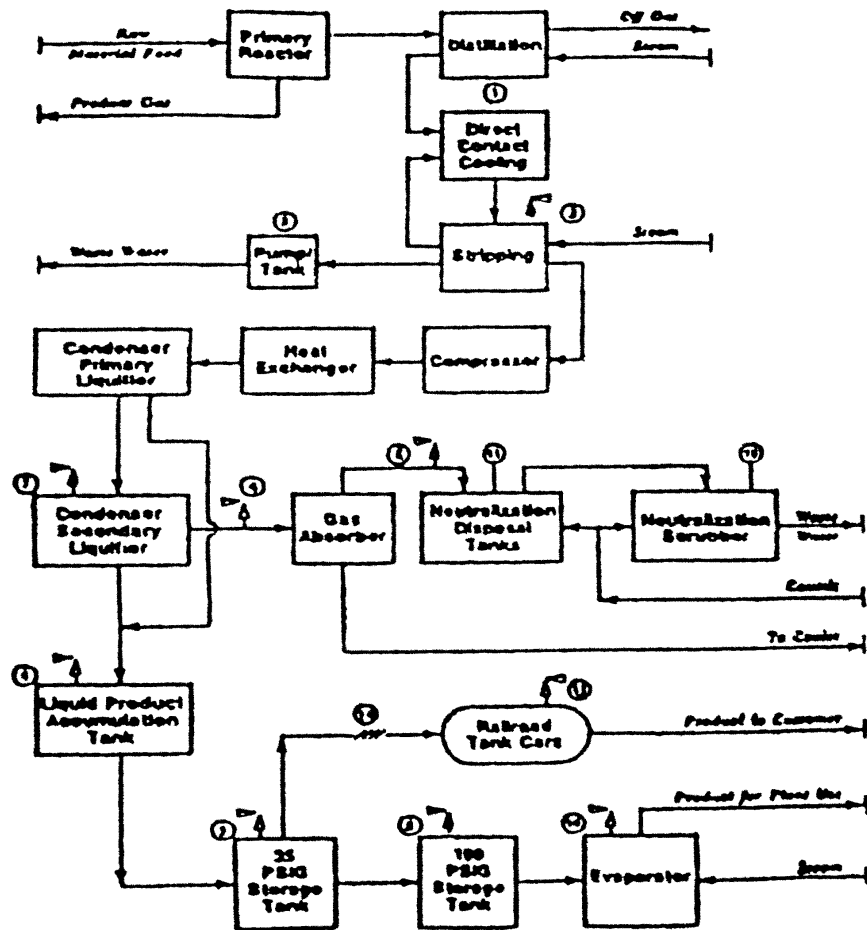 Raw
Material Feed
Primary
Reactor
Distillation
Off Gas
Steam
Product Gas
1
Direct
Contact
Cooling
2
Stripping
Steam
Pump/
Tank
Waste Water
Condenser
Primary
Liquifier
Heat
Exchanger
Compressor
Condenser
Secondary
Liquifier
Gas
Absorber
Neutralization
Disposal
Tanks
11
Neutralization
Scrubber
Waste
Water
Caustic
To Cooler
Liquid Product
Accumulation
Tank
Railroad
Tank Cars
Product to Customer
Product for Plant Use
25
PSIG
Storage
Tank
100
PSIG
Storage
Tank
Evaporator
Steam